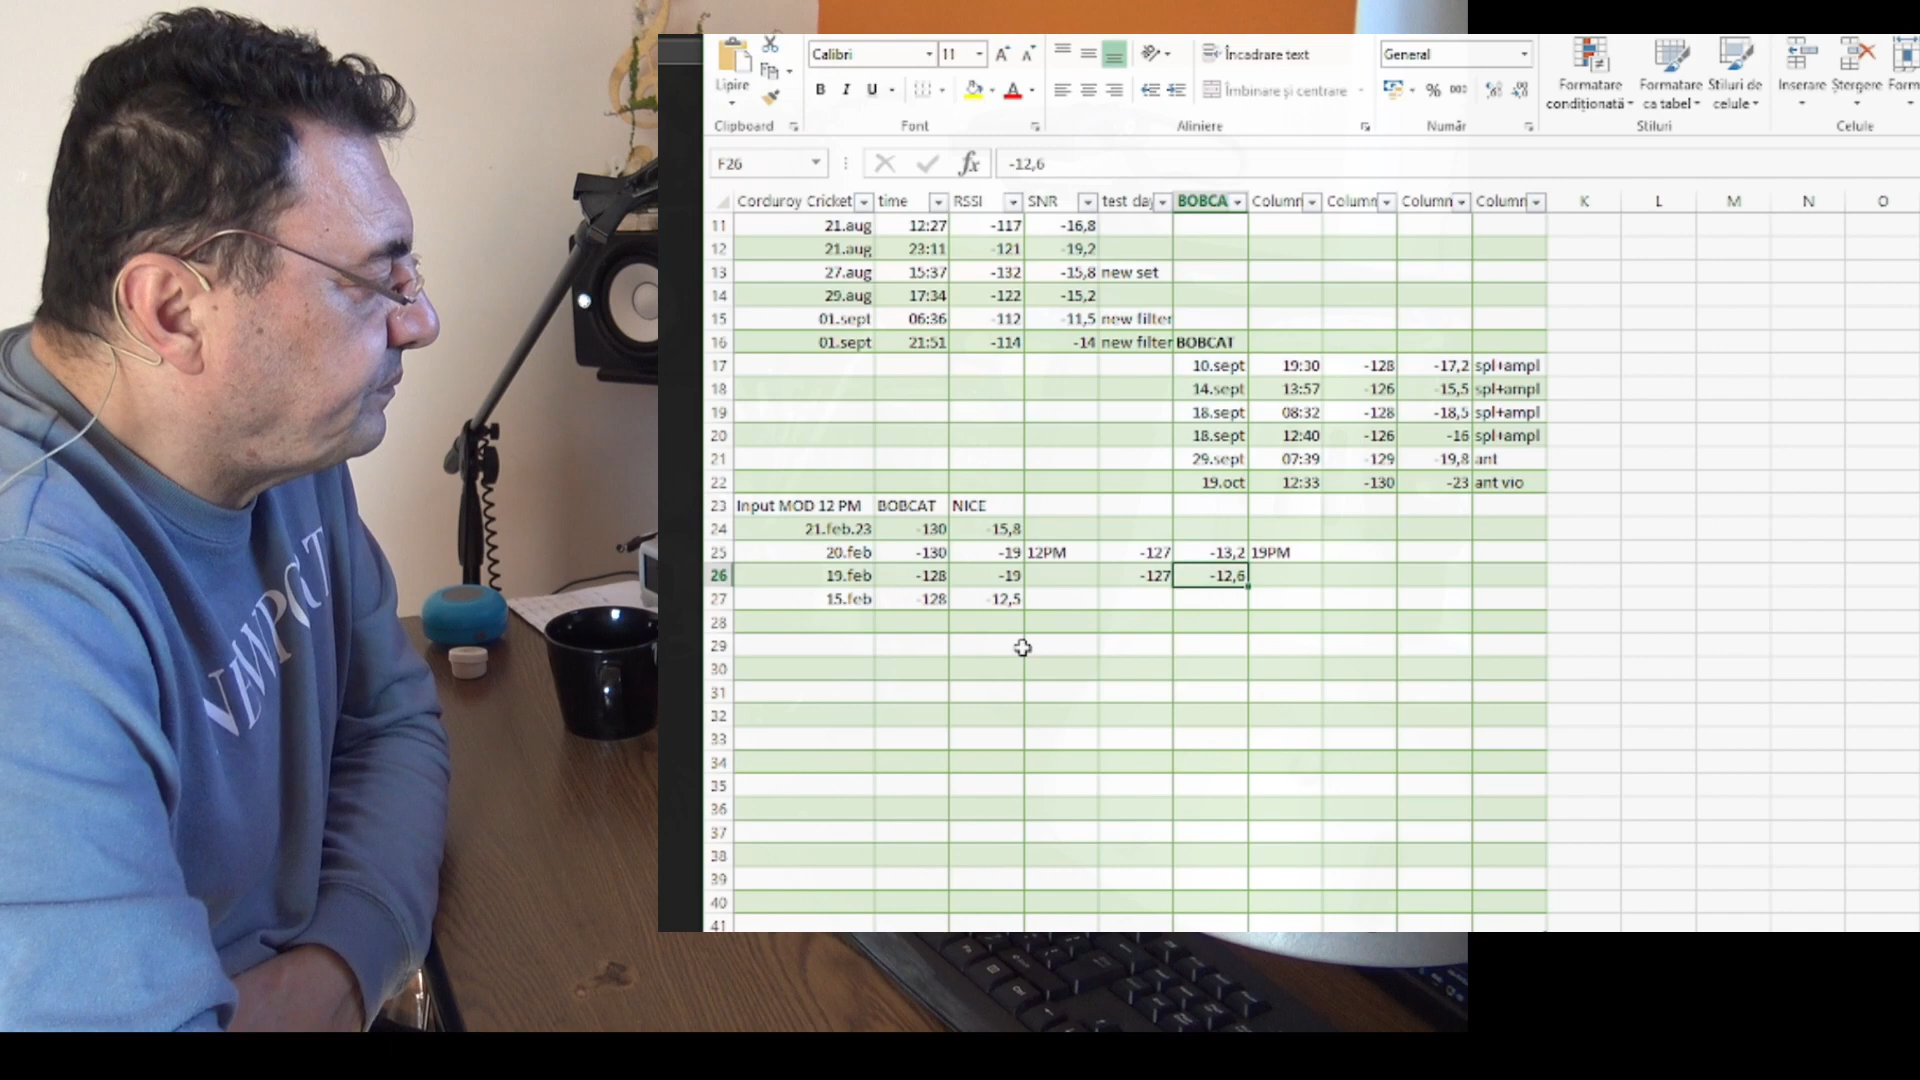 Calibri 11 Încadrare text General
Lipire B I U Îmbinare și centrare % 000 Formatare condiționată Formatare ca tabel Stiluri de celule Inserare Ștergere Form
Clipboard Font Aliniere Număr Stiluri Celule
F26 fx -12,6
Corduroy Cricket time RSSI SNR test day BOBCA Column Column Column Column K L M N O
11 21.aug 12:27 -117 -16,8
12 21.aug 23:11 -121 -19,2
13 27.aug 15:37 -132 -15,8 new set
14 29.aug 17:34 -122 -15,2
15 01.sept 06:36 -112 -11,5 new filter
16 01.sept 21:51 -114 -14 new filter BOBCAT
17 10.sept 19:30 -128 -17,2 spl+ampl
18 14.sept 13:57 -126 -15,5 spl+ampl
19 18.sept 08:32 -128 -18,5 spl+ampl
20 18.sept 12:40 -126 -16 spl+ampl
21 29.sept 07:39 -129 -19,8 ant
22 19.oct 12:33 -130 -23 ant vio
23 Input MOD 12 PM BOBCAT NICE
24 21.feb.23 -130 -15,8
25 20.feb -130 -19 12PM -127 -13,2 19PM
26 19.feb -128 -19 -127 -12,6
27 15.feb -128 -12,5
28
29
30
31
32
33
34
35
36
37
38
39
40
41
NEWPORT